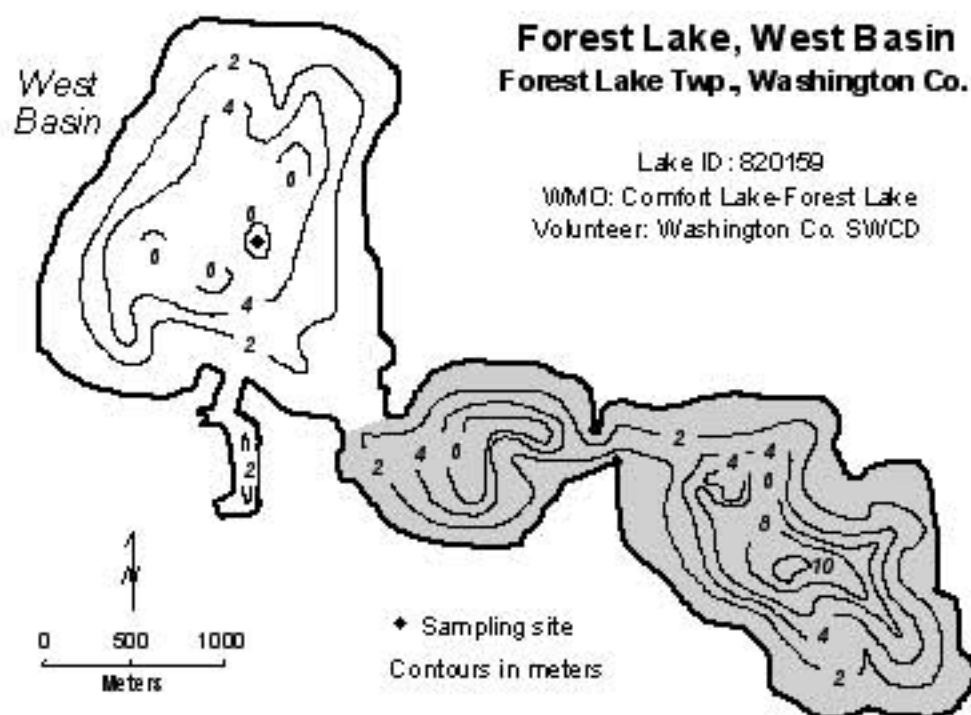 Forest Lake, West Basin
Forest Lake Twp., Washington Co.
Lake ID: 820159
WMO: Comfort Lake-Forest Lake
Volunteer: Washington Co. SWCD
West
Basin
2
4
6
6
6
6
4
2
2
2
4
6
2
4
4
6
8
10
4
2
N
0 500 1000
Meters
Sampling site
Contours in meters